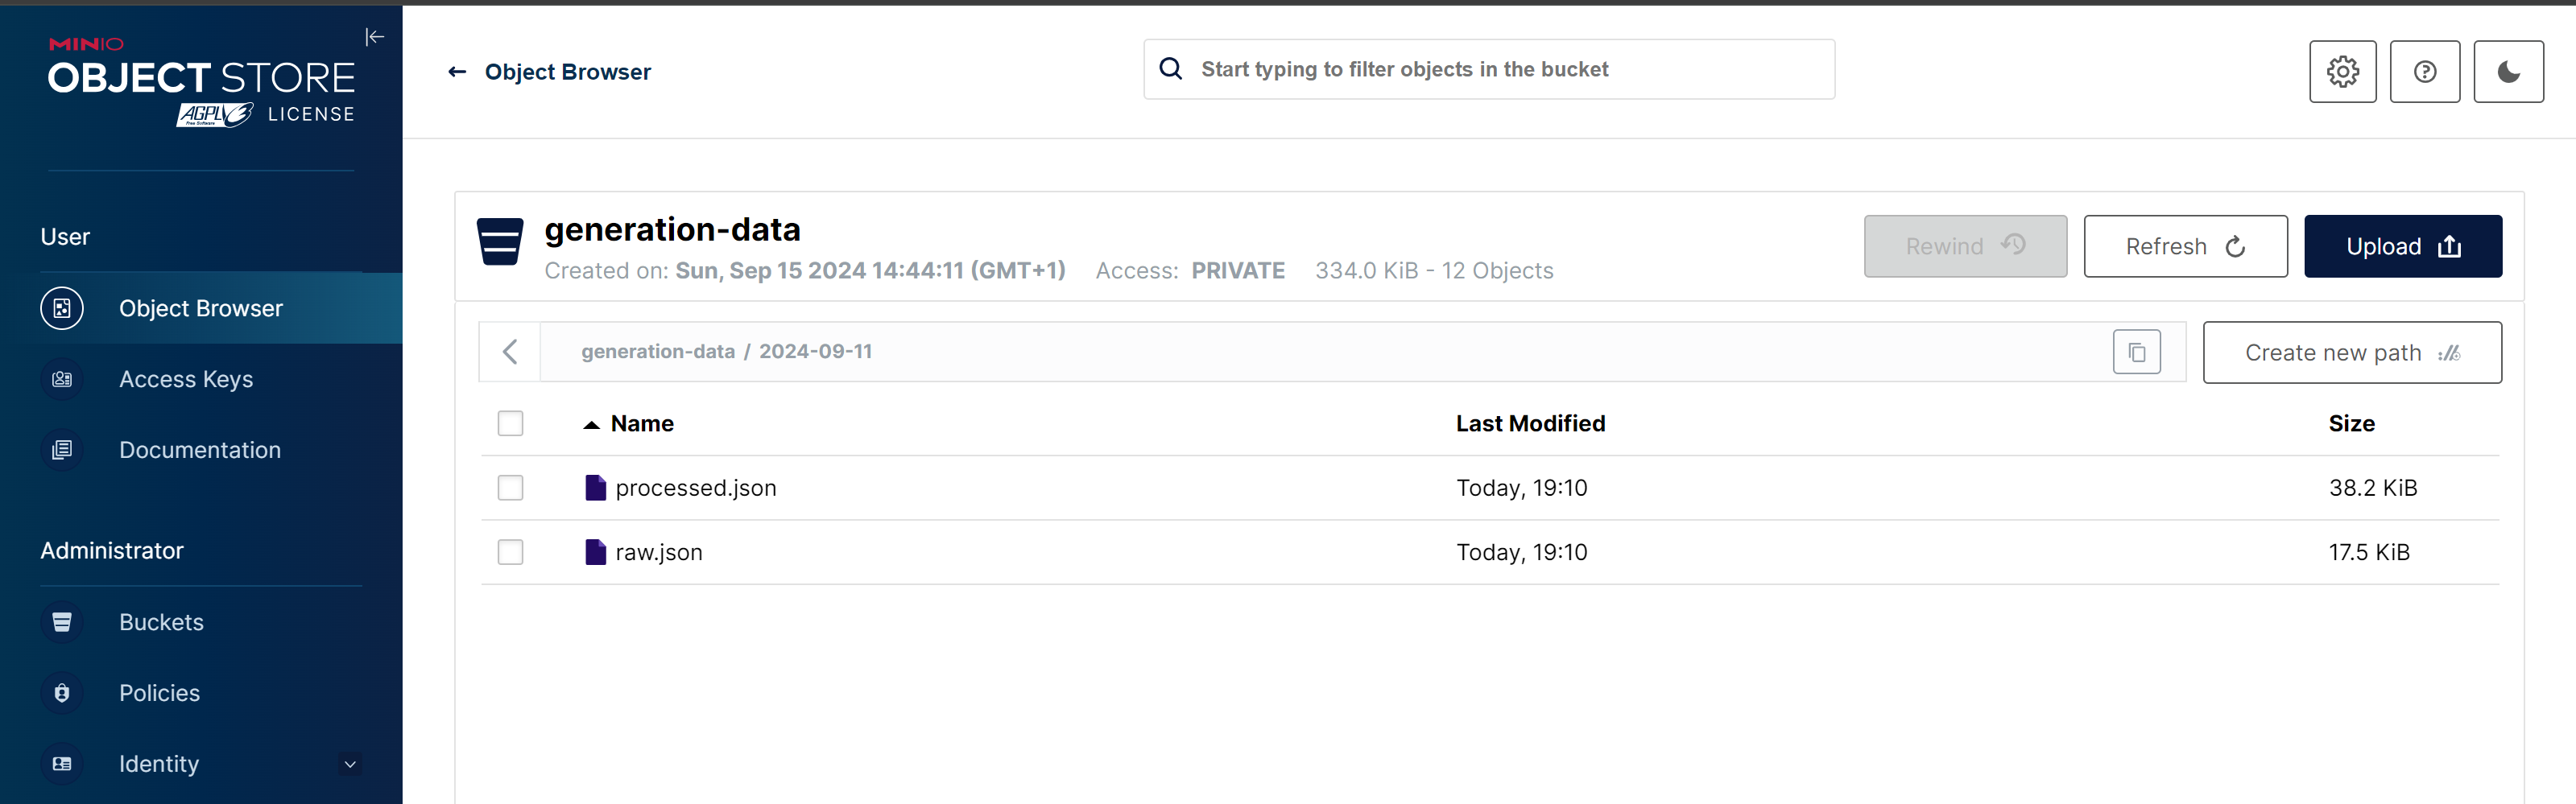 MINIO
OBJECT STORE
AGPL v3 LICENSE
Free Software
User
Object Browser
Access Keys
Documentation
Administrator
Buckets
Policies
Identity
Object Browser
Start typing to filter objects in the bucket
generation-data
Created on: Sun, Sep 15 2024 14:44:11 (GMT+1) Access: PRIVATE 334.0 KiB - 12 Objects
Rewind
Refresh
Upload
generation-data / 2024-09-11
Create new path
Name Last Modified Size
processed.json Today, 19:10 38.2 KiB
raw.json Today, 19:10 17.5 KiB